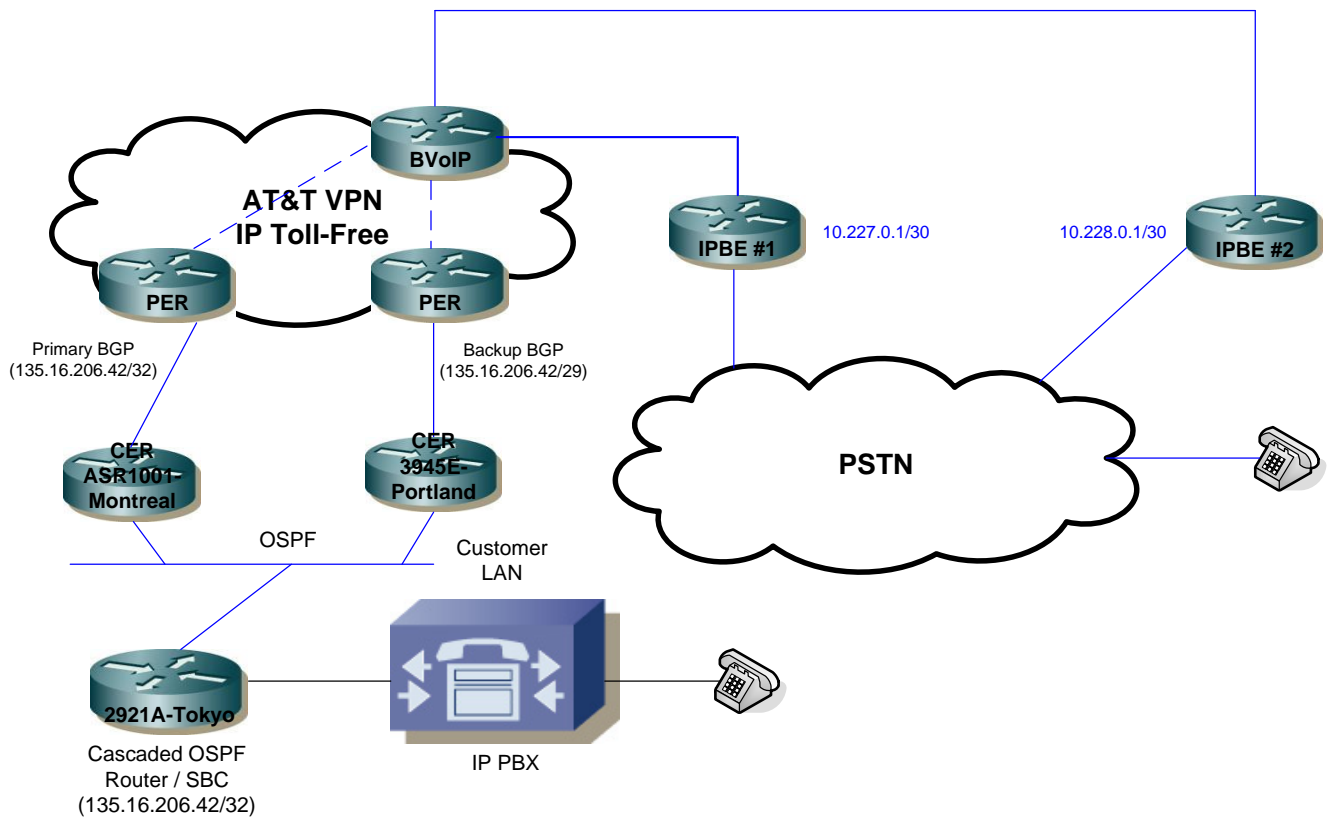 BVoIP
AT&T VPN
IP Toll-Free
IPBE #1
10.227.0.1/30
10.228.0.1/30
IPBE #2
PER
PER
Primary BGP
(135.16.206.42/32)
Backup BGP
(135.16.206.42/29)
CER
ASR1001-
Montreal
CER
3945E-
Portland
PSTN
OSPF
Customer
LAN
2921A-Tokyo
Cascaded OSPF
Router / SBC
(135.16.206.42/32)
IP PBX